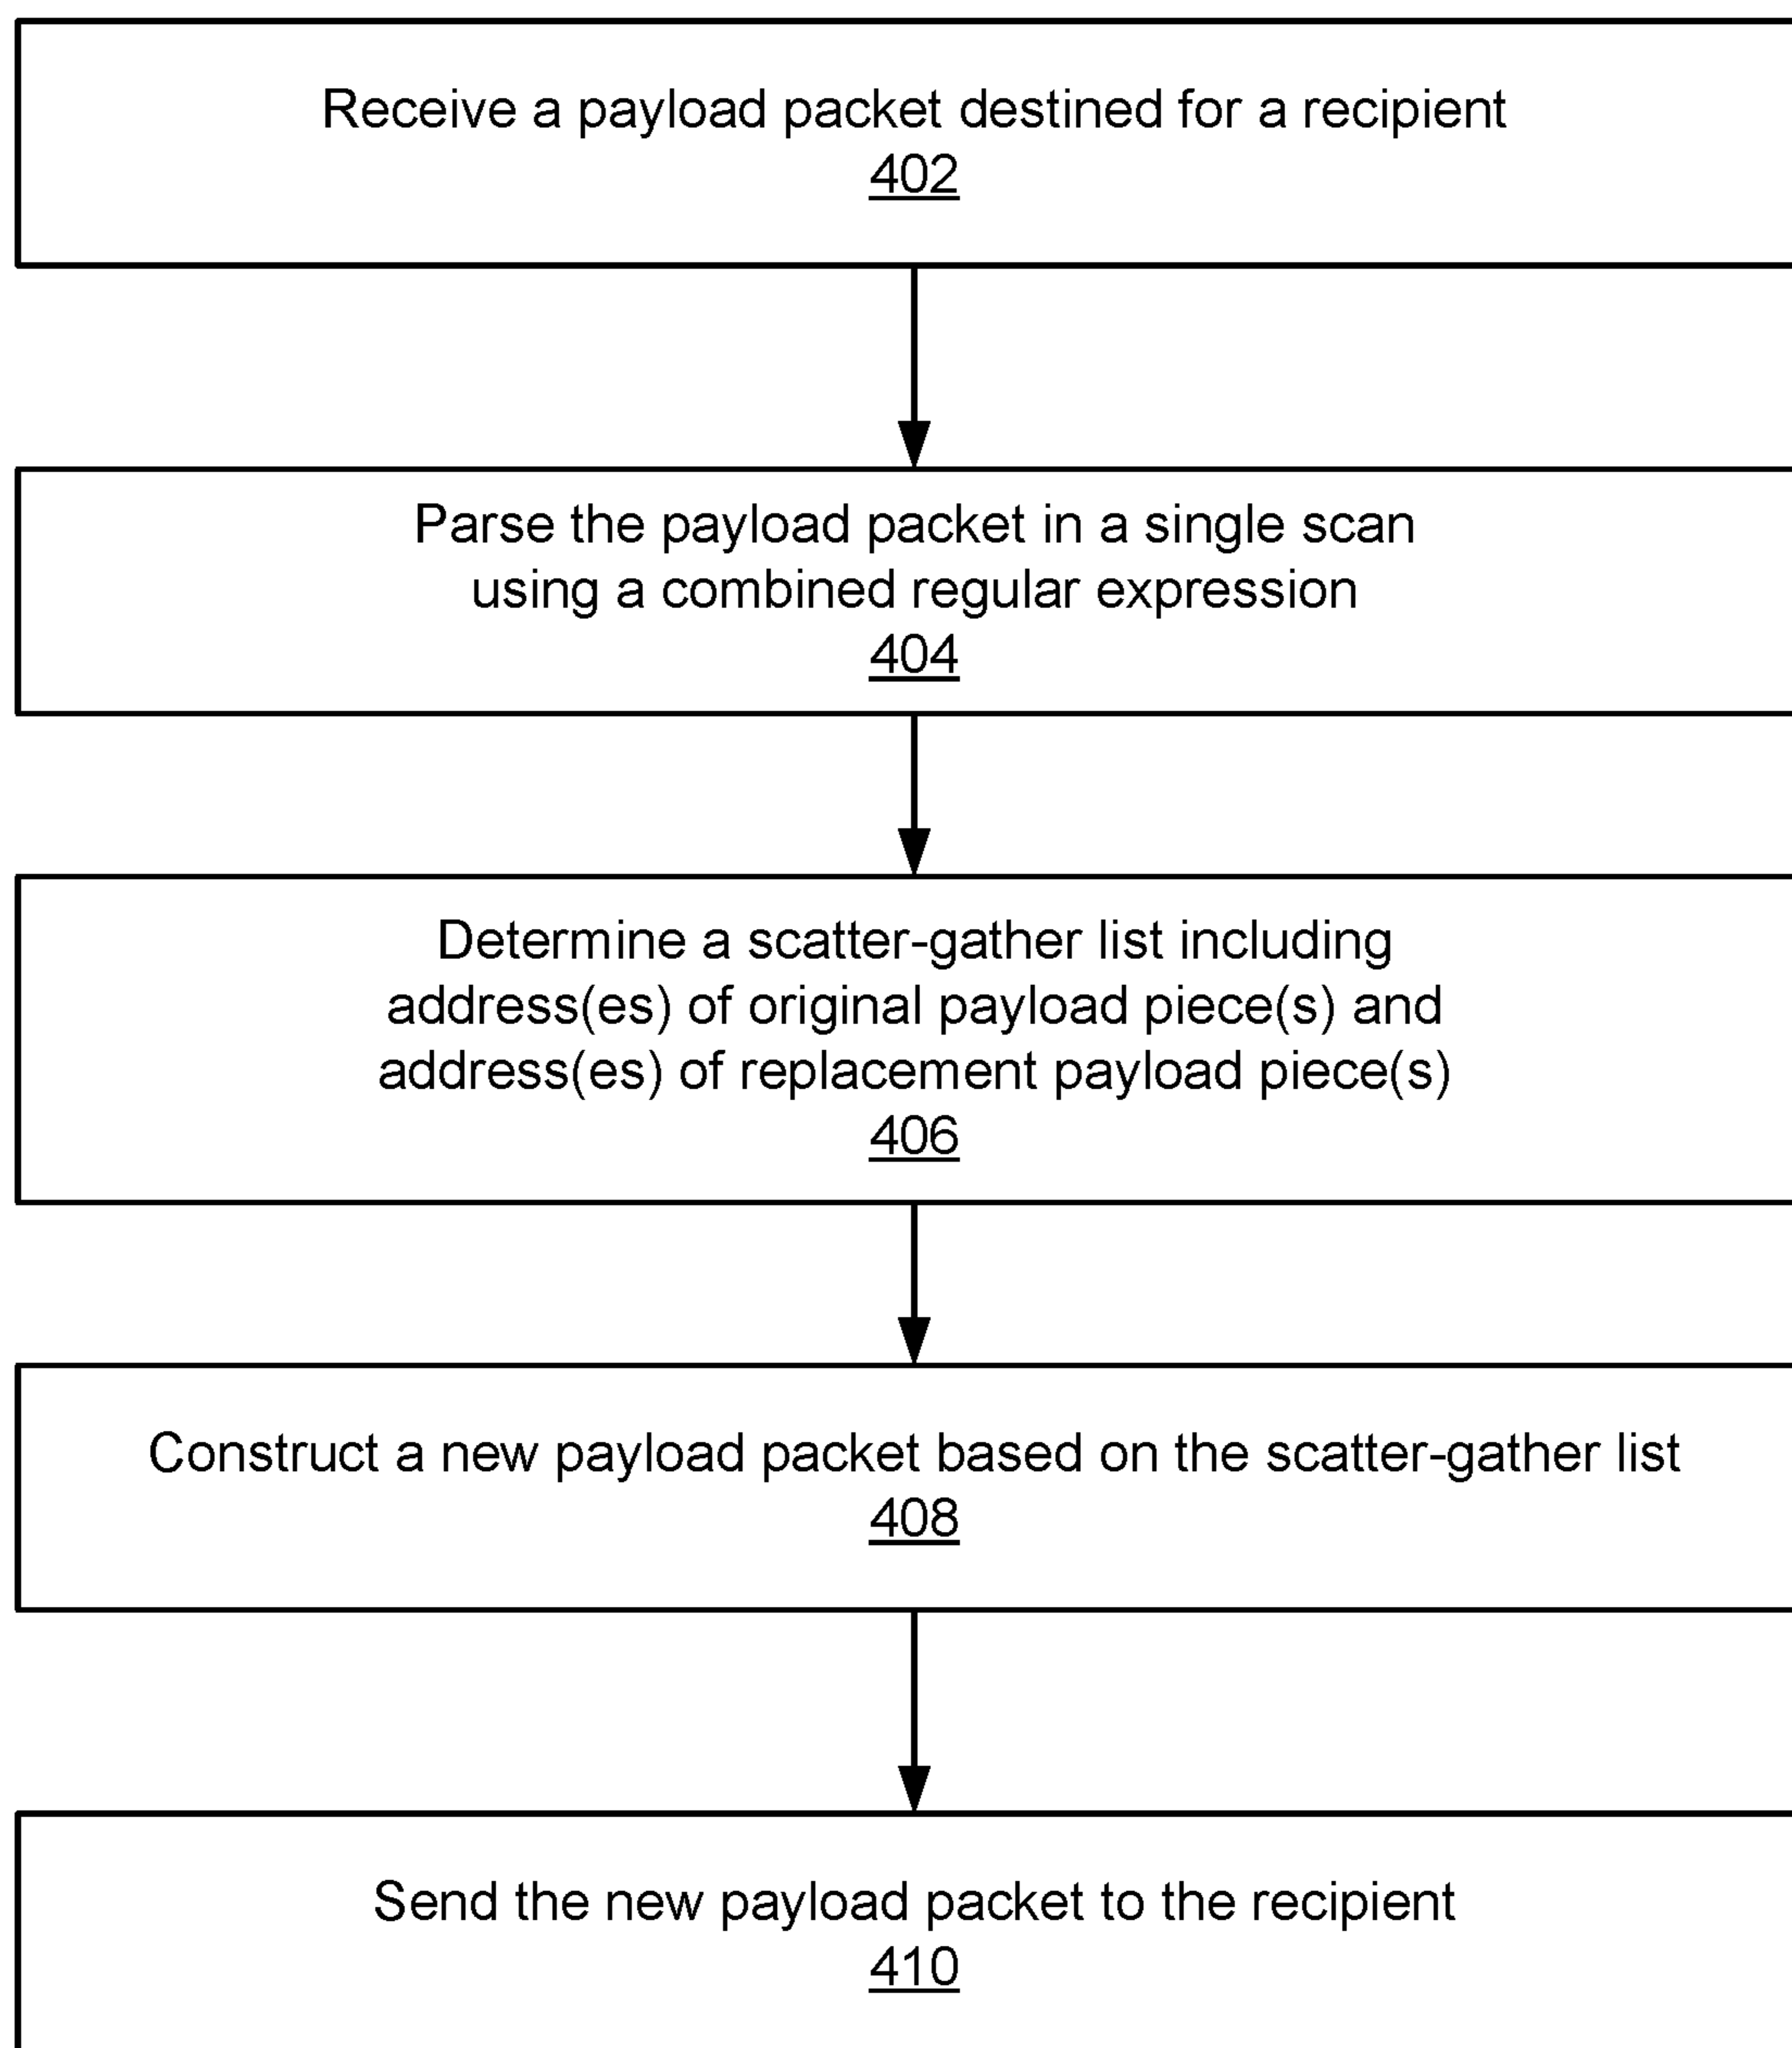 Receive a payload packet destined for a recipient
402
Parse the payload packet in a single scan
using a combined regular expression
404
Determine a scatter-gather list including
address(es) of original payload piece(s) and
address(es) of replacement payload piece(s)
406
Construct a new payload packet based on the scatter-gather list
408
Send the new payload packet to the recipient
410